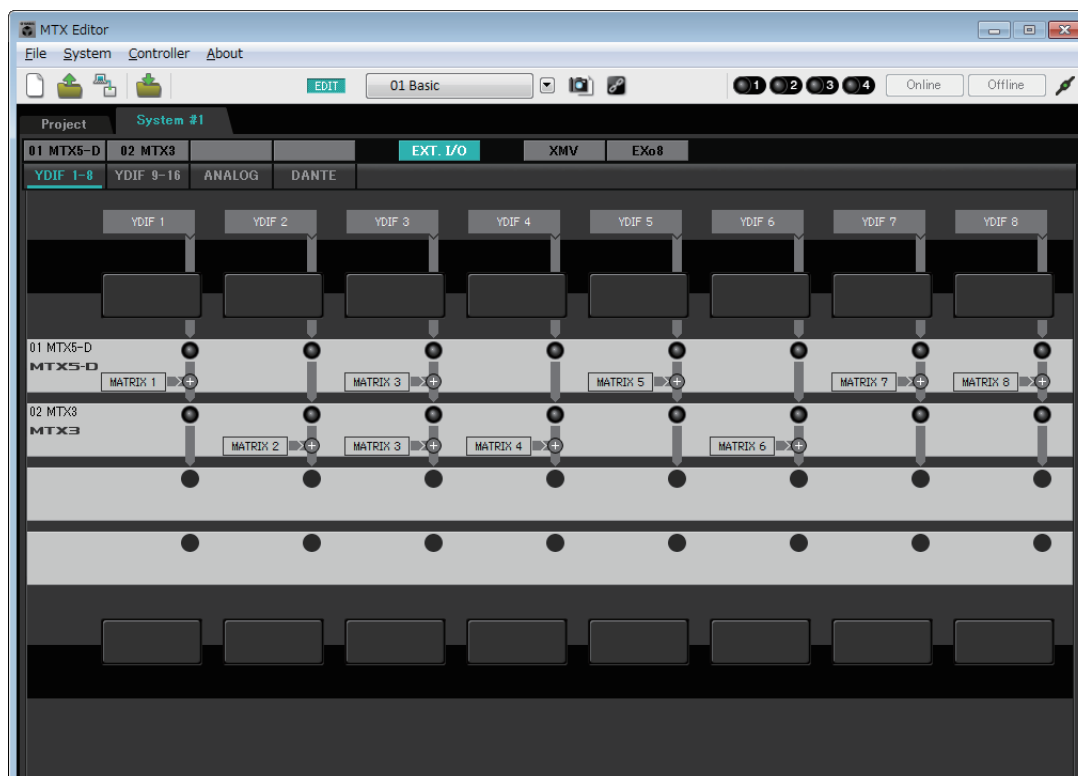 MTX Editor
File System Controller About
EDIT 01 Basic 1 2 3 4 Online Offline
Project System #1
01 MTX5-D 02 MTX3 EXT. I/O XMV EXo8
YDIF 1-8 YDIF 9-16 ANALOG DANTE
YDIF 1 YDIF 2 YDIF 3 YDIF 4 YDIF 5 YDIF 6 YDIF 7 YDIF 8
01 MTX5-D
MTX5-D
MATRIX 1 MATRIX 3 MATRIX 5 MATRIX 7 MATRIX 8
02 MTX3
MTX3
MATRIX 2 MATRIX 3 MATRIX 4 MATRIX 6